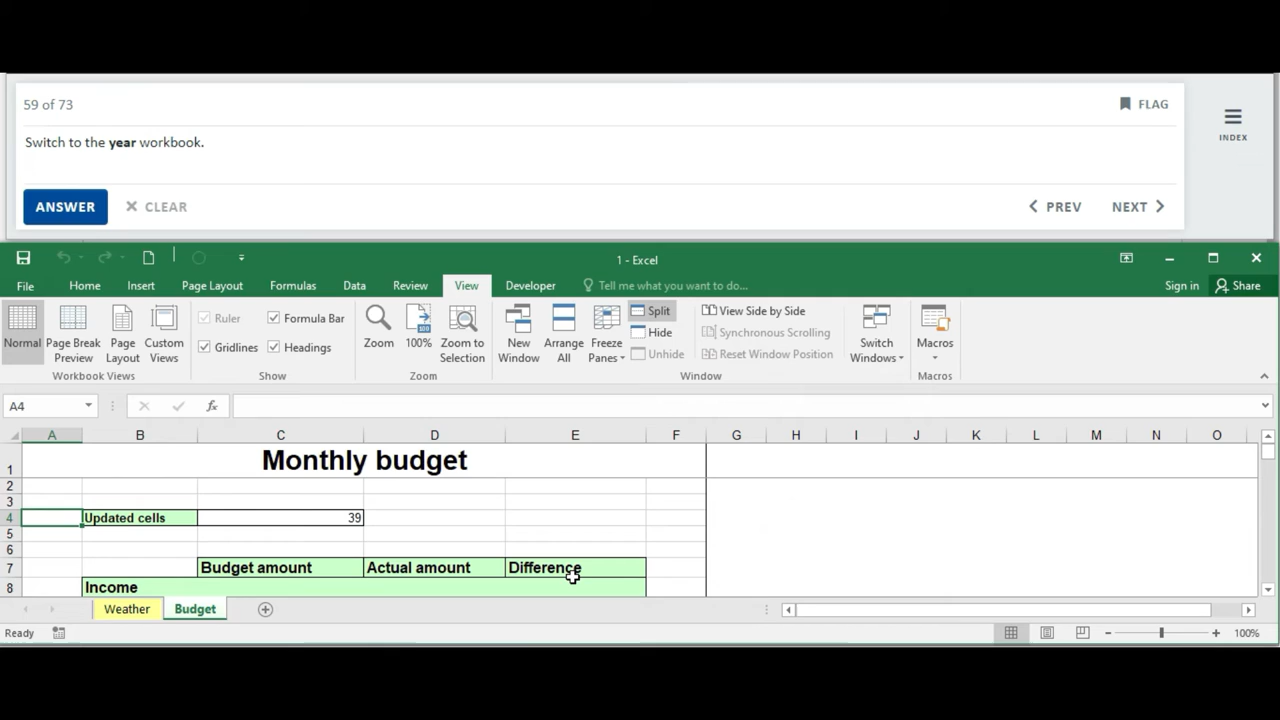 59 of 73
FLAG
INDEX
Switch to the year workbook.
ANSWER
CLEAR
PREV
NEXT
1 - Excel
File
Home
Insert
Page Layout
Formulas
Data
Review
View
Developer
Tell me what you want to do...
Sign in
Share
Normal
Page Break
Preview
Page
Layout
Custom
Views
Workbook Views
Ruler
Formula Bar
Gridlines
Headings
Show
Zoom
100
100%
Zoom to
Selection
Zoom
New
Window
Arrange
All
Freeze
Panes
Split
Hide
Unhide
View Side by Side
Synchronous Scrolling
Reset Window Position
Switch
Windows
Window
Macros
Macros
A4
fx
A B C D E F G H I J K L M N O
1 Monthly budget
2
3
4 Updated cells 39
5
6
7 Budget amount Actual amount Difference
8 Income
Weather
Budget
Ready
100%